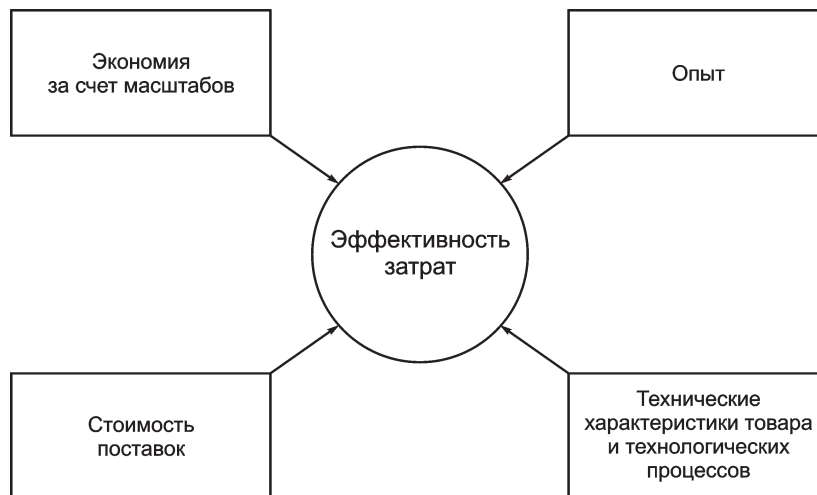 Экономия
за счет масштабов
Опыт
Эффективность
затрат
Стоимость
поставок
Технические
характеристики товара
и технологических
процессов